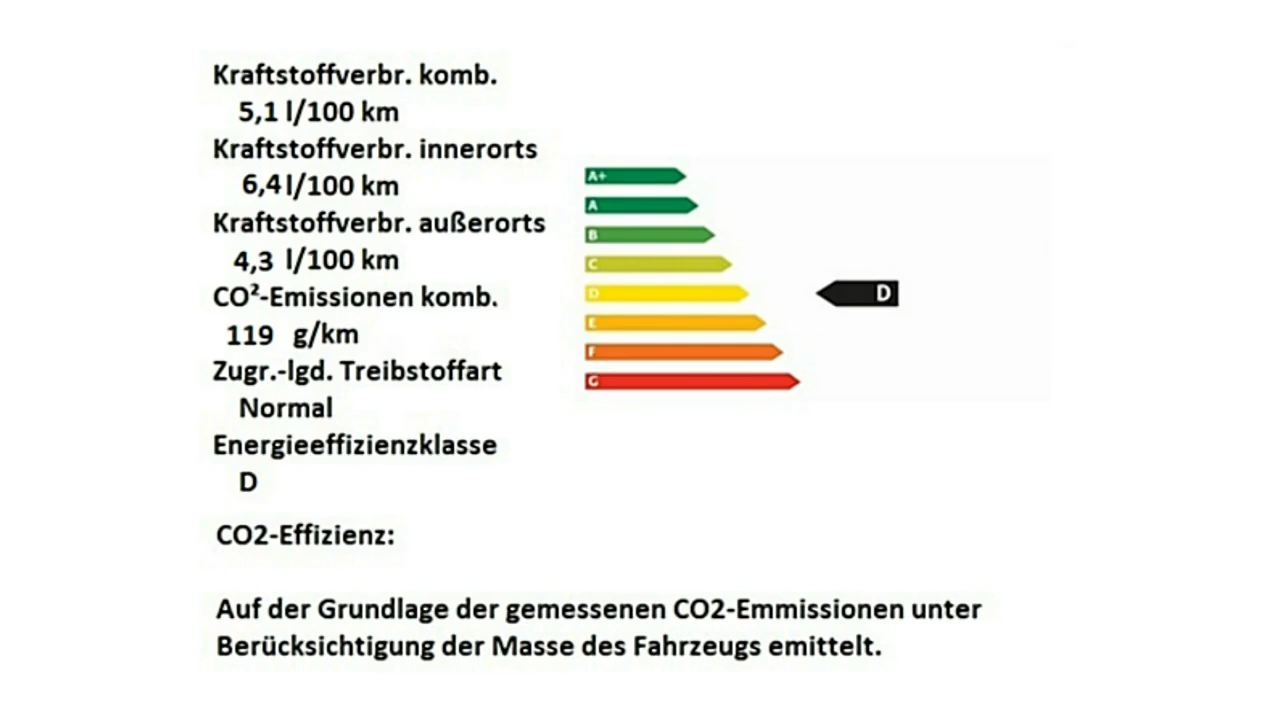 Kraftstoffverbr. komb.
5,1 l/100 km
Kraftstoffverbr. innerorts
6,4 l/100 km
Kraftstoffverbr. außerorts
4,3 l/100 km
CO²-Emissionen komb.
119 g/km
Zugr.-lgd. Treibstoffart
Normal
Energieeffizienzklasse
D
A+
A
B
C
D
E
F
G
D
CO2-Effizienz:
Auf der Grundlage der gemessenen CO2-Emmissionen unter
Berücksichtigung der Masse des Fahrzeugs emittelt.